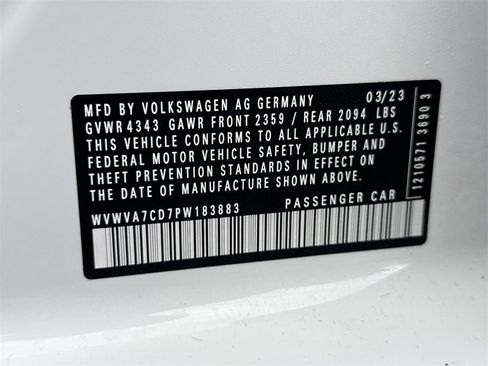 MFD BY VOLKSWAGEN AG GERMANY 03/23
GVWR 4343 GAWR FRONT 2359 / REAR 2094 LBS
THIS VEHICLE CONFORMS TO ALL APPLICABLE U.S.
FEDERAL MOTOR VEHICLE SAFETY, BUMPER AND
THEFT PREVENTION STANDARDS IN EFFECT ON
THE DATE OF MANUFACTURE SHOWN ABOVE.
WVWVA7CD7PW183883 PASSENGER CAR
1210571 3690 3